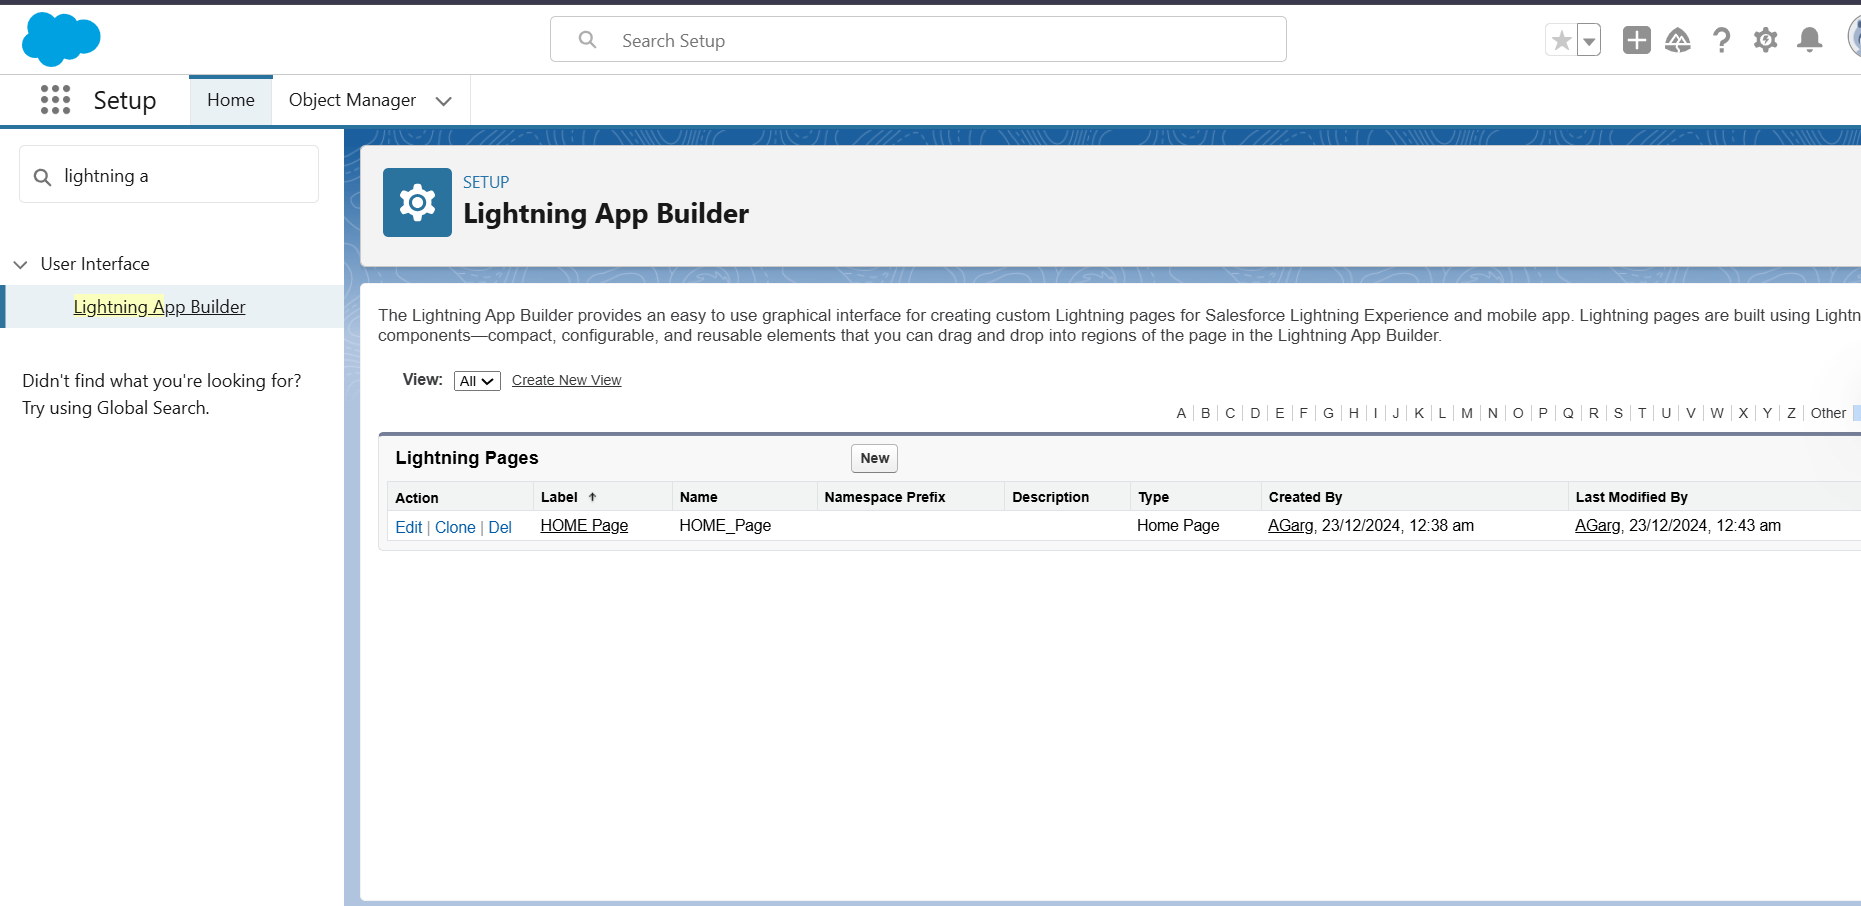 Search Setup
Setup
Home
Object Manager
lightning a
User Interface
Lightning App Builder
Didn't find what you're looking for?
Try using Global Search.
SETUP
Lightning App Builder
The Lightning App Builder provides an easy to use graphical interface for creating custom Lightning pages for Salesforce Lightning Experience and mobile app. Lightning pages are built using Lightn
components—compact, configurable, and reusable elements that you can drag and drop into regions of the page in the Lightning App Builder.
View: All Create New View
A | B | C | D | E | F | G | H | I | J | K | L | M | N | O | P | Q | R | S | T | U | V | W | X | Y | Z | Other
Lightning Pages New
Action Label Name Namespace Prefix Description Type Created By Last Modified By
Edit | Clone | Del HOME Page HOME_Page Home Page AGarg, 23/12/2024, 12:38 am AGarg, 23/12/2024, 12:43 am